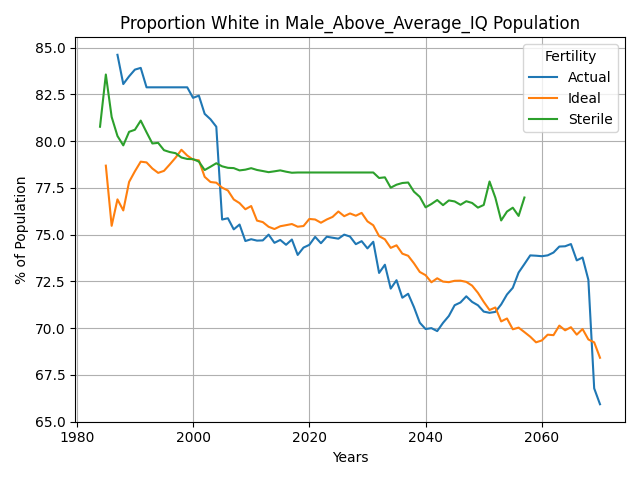 Proportion White in Male_Above_Average_IQ Population
Fertility
Actual
Ideal
Sterile
% of Population
85.0
82.5
80.0
77.5
75.0
72.5
70.0
67.5
65.0
1980
2000
2020
2040
2060
Years